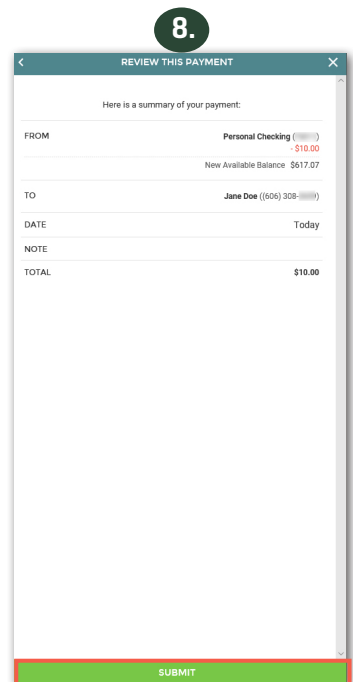 8.
< REVIEW THIS PAYMENT X
Here is a summary of your payment:
FROM Personal Checking ( )
- $10.00
New Available Balance $617.07
TO Jane Doe ((606) 308- )
DATE Today
NOTE
TOTAL $10.00
SUBMIT